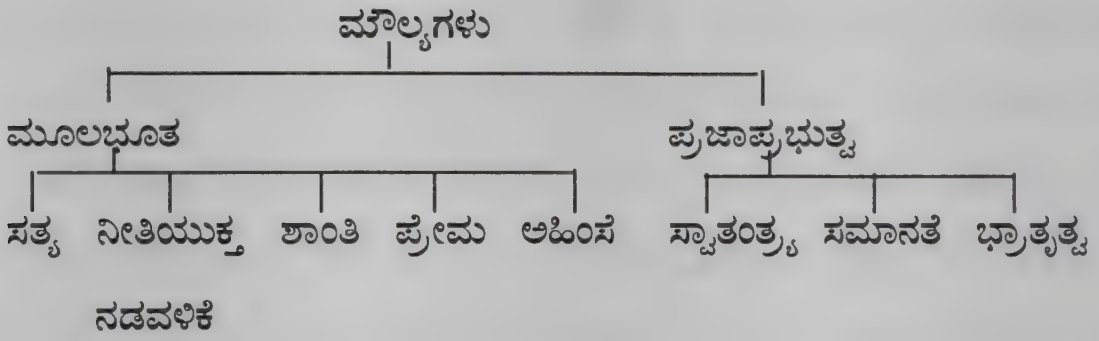 ಮೌಲ್ಯಗಳು
ಮೂಲಭೂತ ಪ್ರಜಾಪ್ರಭುತ್ವ
ಸತ್ಯ ನೀತಿಯುಕ್ತ ಶಾಂತಿ ಪ್ರೇಮ ಅಹಿಂಸೆ ಸ್ವಾತಂತ್ರ್ಯ ಸಮಾನತೆ ಭ್ರಾತೃತ್ವ
ನಡವಳಿಕೆ